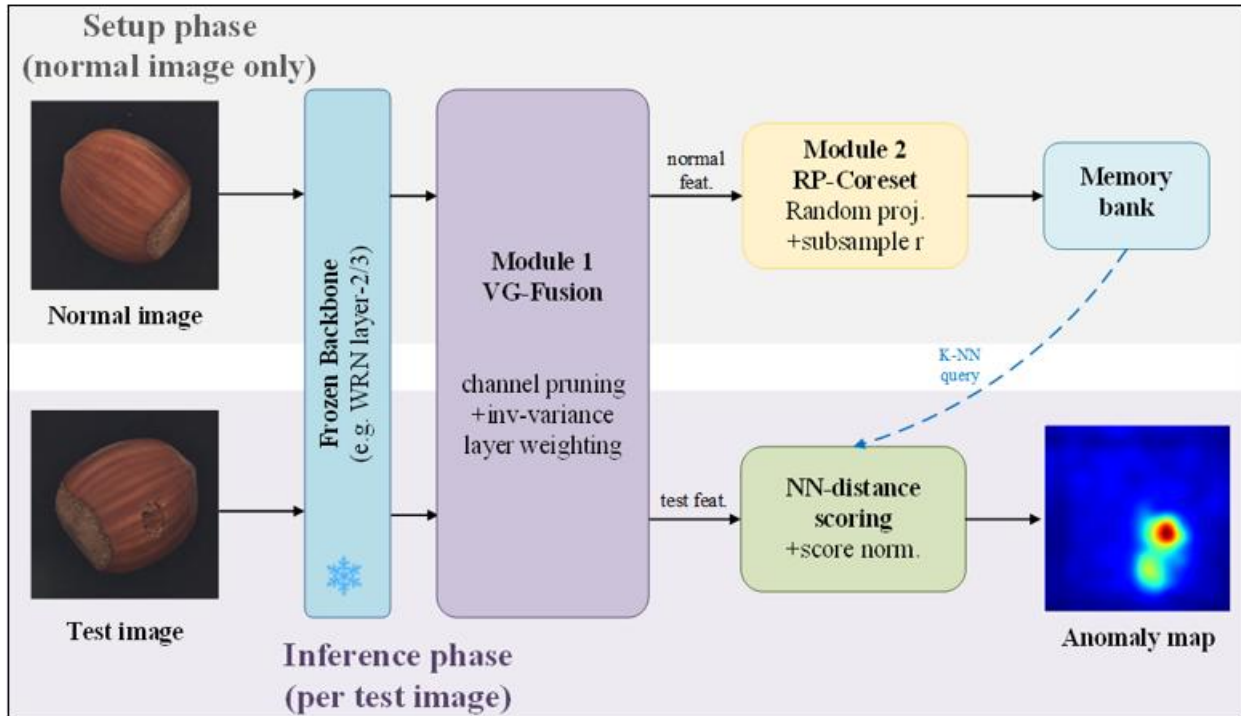 Setup phase
(normal image only)
Normal image
Frozen Backbone
(e.g. WRN layer-2/3)
Module 1
VG-Fusion
channel pruning
+inv-variance
layer weighting
normal
feat.
Module 2
RP-Coreset
Random proj.
+subsample r
Memory
bank
K-NN
query
Test image
test feat.
NN-distance
scoring
+score norm.
Anomaly map
Inference phase
(per test image)